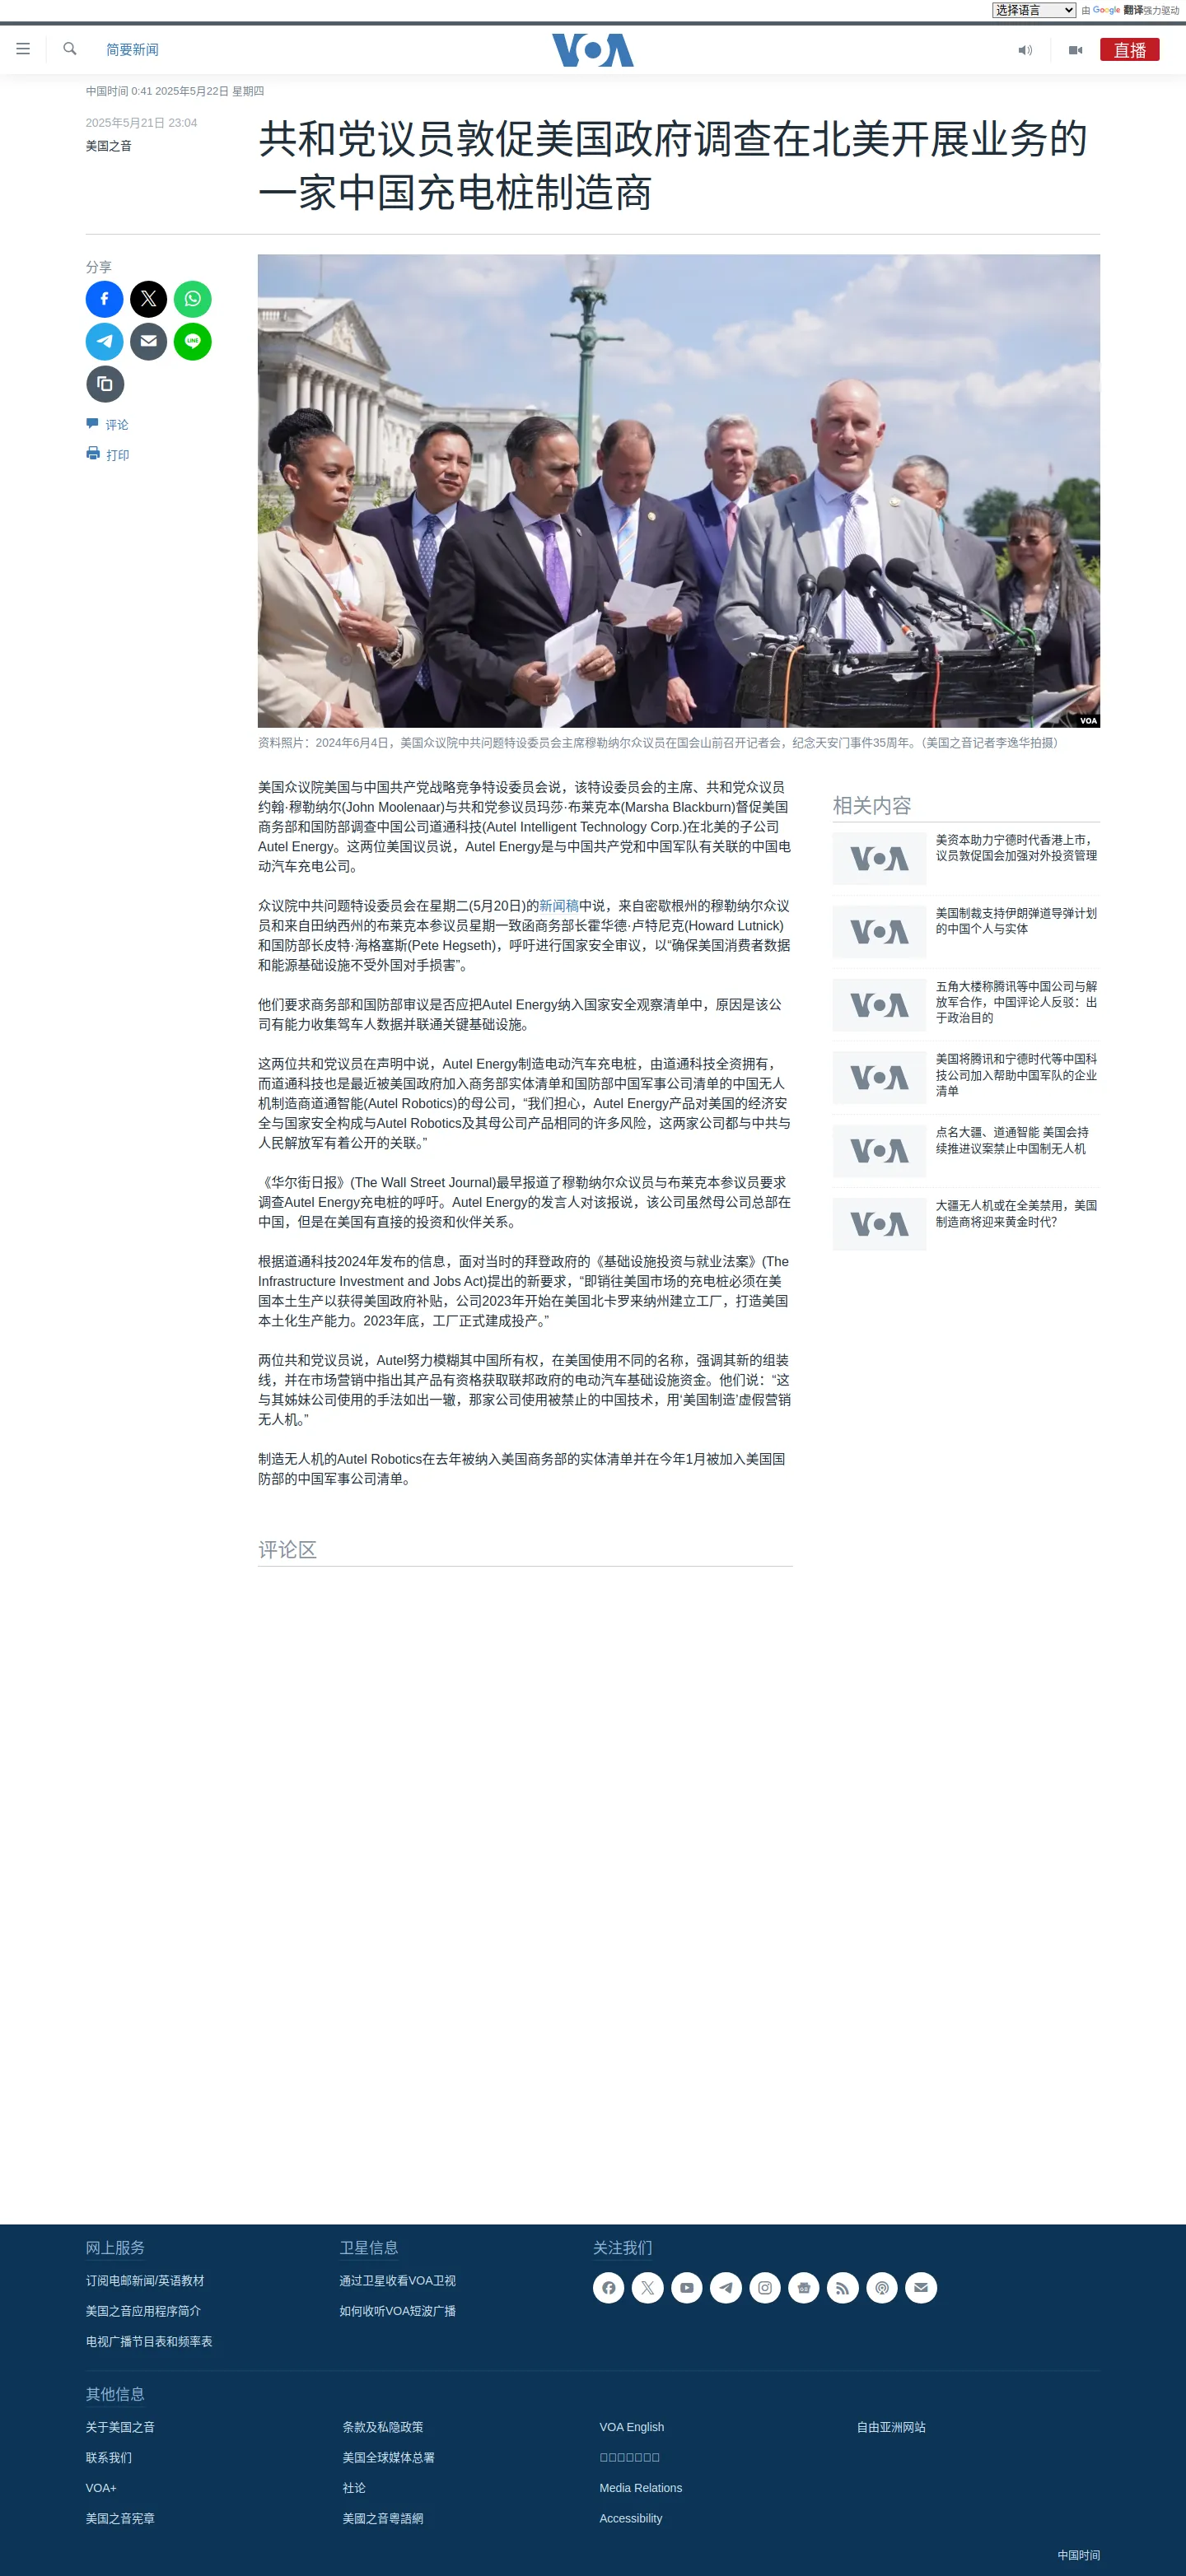 选择语言 由 Google 翻译强力驱动
简要新闻
VOA
直播
中国时间 0:41 2025年5月22日 星期四
2025年5月21日 23:04
美国之音
共和党议员敦促美国政府调查在北美开展业务的
一家中国充电桩制造商
分享
LINE
评论
打印
VOA
资料照片：2024年6月4日，美国众议院中共问题特设委员会主席穆勒纳尔众议员在国会山前召开记者会，纪念天安门事件35周年。（美国之音记者李逸华拍摄）
美国众议院美国与中国共产党战略竞争特设委员会说，该特设委员会的主席、共和党众议员
约翰·穆勒纳尔(John Moolenaar)与共和党参议员玛莎·布莱克本(Marsha Blackburn)督促美国
商务部和国防部调查中国公司道通科技(Autel Intelligent Technology Corp.)在北美的子公司
Autel Energy。这两位美国议员说，Autel Energy是与中国共产党和中国军队有关联的中国电
动汽车充电公司。
众议院中共问题特设委员会在星期二(5月20日)的新闻稿中说，来自密歇根州的穆勒纳尔众议
员和来自田纳西州的布莱克本参议员星期一致函商务部长霍华德·卢特尼克(Howard Lutnick)
和国防部长皮特·海格塞斯(Pete Hegseth)，呼吁进行国家安全审议，以“确保美国消费者数据
和能源基础设施不受外国对手损害”。
他们要求商务部和国防部审议是否应把Autel Energy纳入国家安全观察清单中，原因是该公
司有能力收集驾车人数据并联通关键基础设施。
这两位共和党议员在声明中说，Autel Energy制造电动汽车充电桩，由道通科技全资拥有，
而道通科技也是最近被美国政府加入商务部实体清单和国防部中国军事公司清单的中国无人
机制造商道通智能(Autel Robotics)的母公司，“我们担心，Autel Energy产品对美国的经济安
全与国家安全构成与Autel Robotics及其母公司产品相同的许多风险，这两家公司都与中共与
人民解放军有着公开的关联。”
《华尔街日报》(The Wall Street Journal)最早报道了穆勒纳尔众议员与布莱克本参议员要求
调查Autel Energy充电桩的呼吁。Autel Energy的发言人对该报说，该公司虽然母公司总部在
中国，但是在美国有直接的投资和伙伴关系。
根据道通科技2024年发布的信息，面对当时的拜登政府的《基础设施投资与就业法案》(The
Infrastructure Investment and Jobs Act)提出的新要求，“即销往美国市场的充电桩必须在美
国本土生产以获得美国政府补贴，公司2023年开始在美国北卡罗来纳州建立工厂，打造美国
本土化生产能力。2023年底，工厂正式建成投产。”
两位共和党议员说，Autel努力模糊其中国所有权，在美国使用不同的名称，强调其新的组装
线，并在市场营销中指出其产品有资格获取联邦政府的电动汽车基础设施资金。他们说：“这
与其姊妹公司使用的手法如出一辙，那家公司使用被禁止的中国技术，用‘美国制造’虚假营销
无人机。”
制造无人机的Autel Robotics在去年被纳入美国商务部的实体清单并在今年1月被加入美国国
防部的中国军事公司清单。
相关内容
VOA
美资本助力宁德时代香港上市，
议员敦促国会加强对外投资管理
VOA
美国制裁支持伊朗弹道导弹计划
的中国个人与实体
VOA
五角大楼称腾讯等中国公司与解
放军合作，中国评论人反驳：出
于政治目的
VOA
美国将腾讯和宁德时代等中国科
技公司加入帮助中国军队的企业
清单
VOA
点名大疆、道通智能 美国会持
续推进议案禁止中国制无人机
VOA
大疆无人机或在全美禁用，美国
制造商将迎来黄金时代?
评论区
网上服务
订阅电邮新闻/英语教材
美国之音应用程序简介
电视广播节目表和频率表
卫星信息
通过卫星收看VOA卫视
如何收听VOA短波广播
关注我们
其他信息
关于美国之音
联系我们
VOA+
美国之音宪章
条款及私隐政策
美国全球媒体总署
社论
美國之音粵語網
VOA English
Media Relations
Accessibility
自由亚洲网站
中国时间